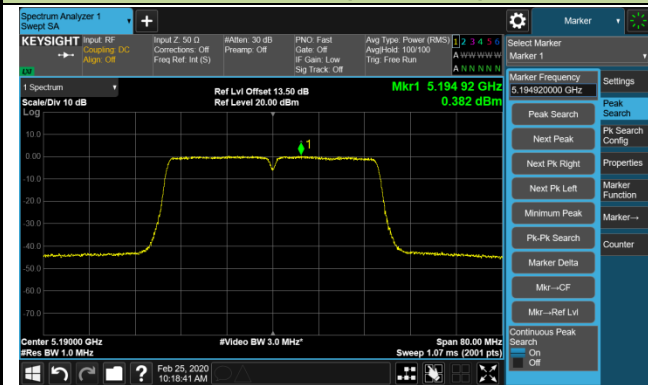 Spectrum Analyzer 1
Swept SA
Marker
KEYSIGHT
Input: RF
Coupling: DC
Align: Off
Input Z: 50 Ω
Corrections: Off
Freq Ref: Int (S)
#Atten: 30 dB
Preamp: Off
PNO: Fast
Gate: Off
IF Gain: Low
Sig Track: Off
Avg Type: Power (RMS)
Avg|Hold: 100/100
Trig: Free Run
1 2 3 4 5 6
A W W W W W
A N N N N N
Select Marker
Marker 1
LXI
1 Spectrum
Scale/Div 10 dB
Log
Ref Lvl Offset 13.50 dB
Ref Level 20.00 dBm
Mkr1 5.194 92 GHz
0.382 dBm
10.0
0.00
-10.0
-20.0
-30.0
-40.0
-50.0
-60.0
-70.0
1
Center 5.19000 GHz
#Res BW 1.0 MHz
#Video BW 3.0 MHz*
Span 80.00 MHz
Sweep 1.07 ms (2001 pts)
Marker Frequency
5.194920000 GHz
Peak Search
Next Peak
Next Pk Right
Next Pk Left
Minimum Peak
Pk-Pk Search
Marker Delta
Mkr→CF
Mkr→Ref Lvl
Continuous Peak
Search
On
Off
Settings
Peak
Search
Pk Search
Config
Properties
Marker
Function
Marker→
Counter
?
Feb 25, 2020
10:18:41 AM